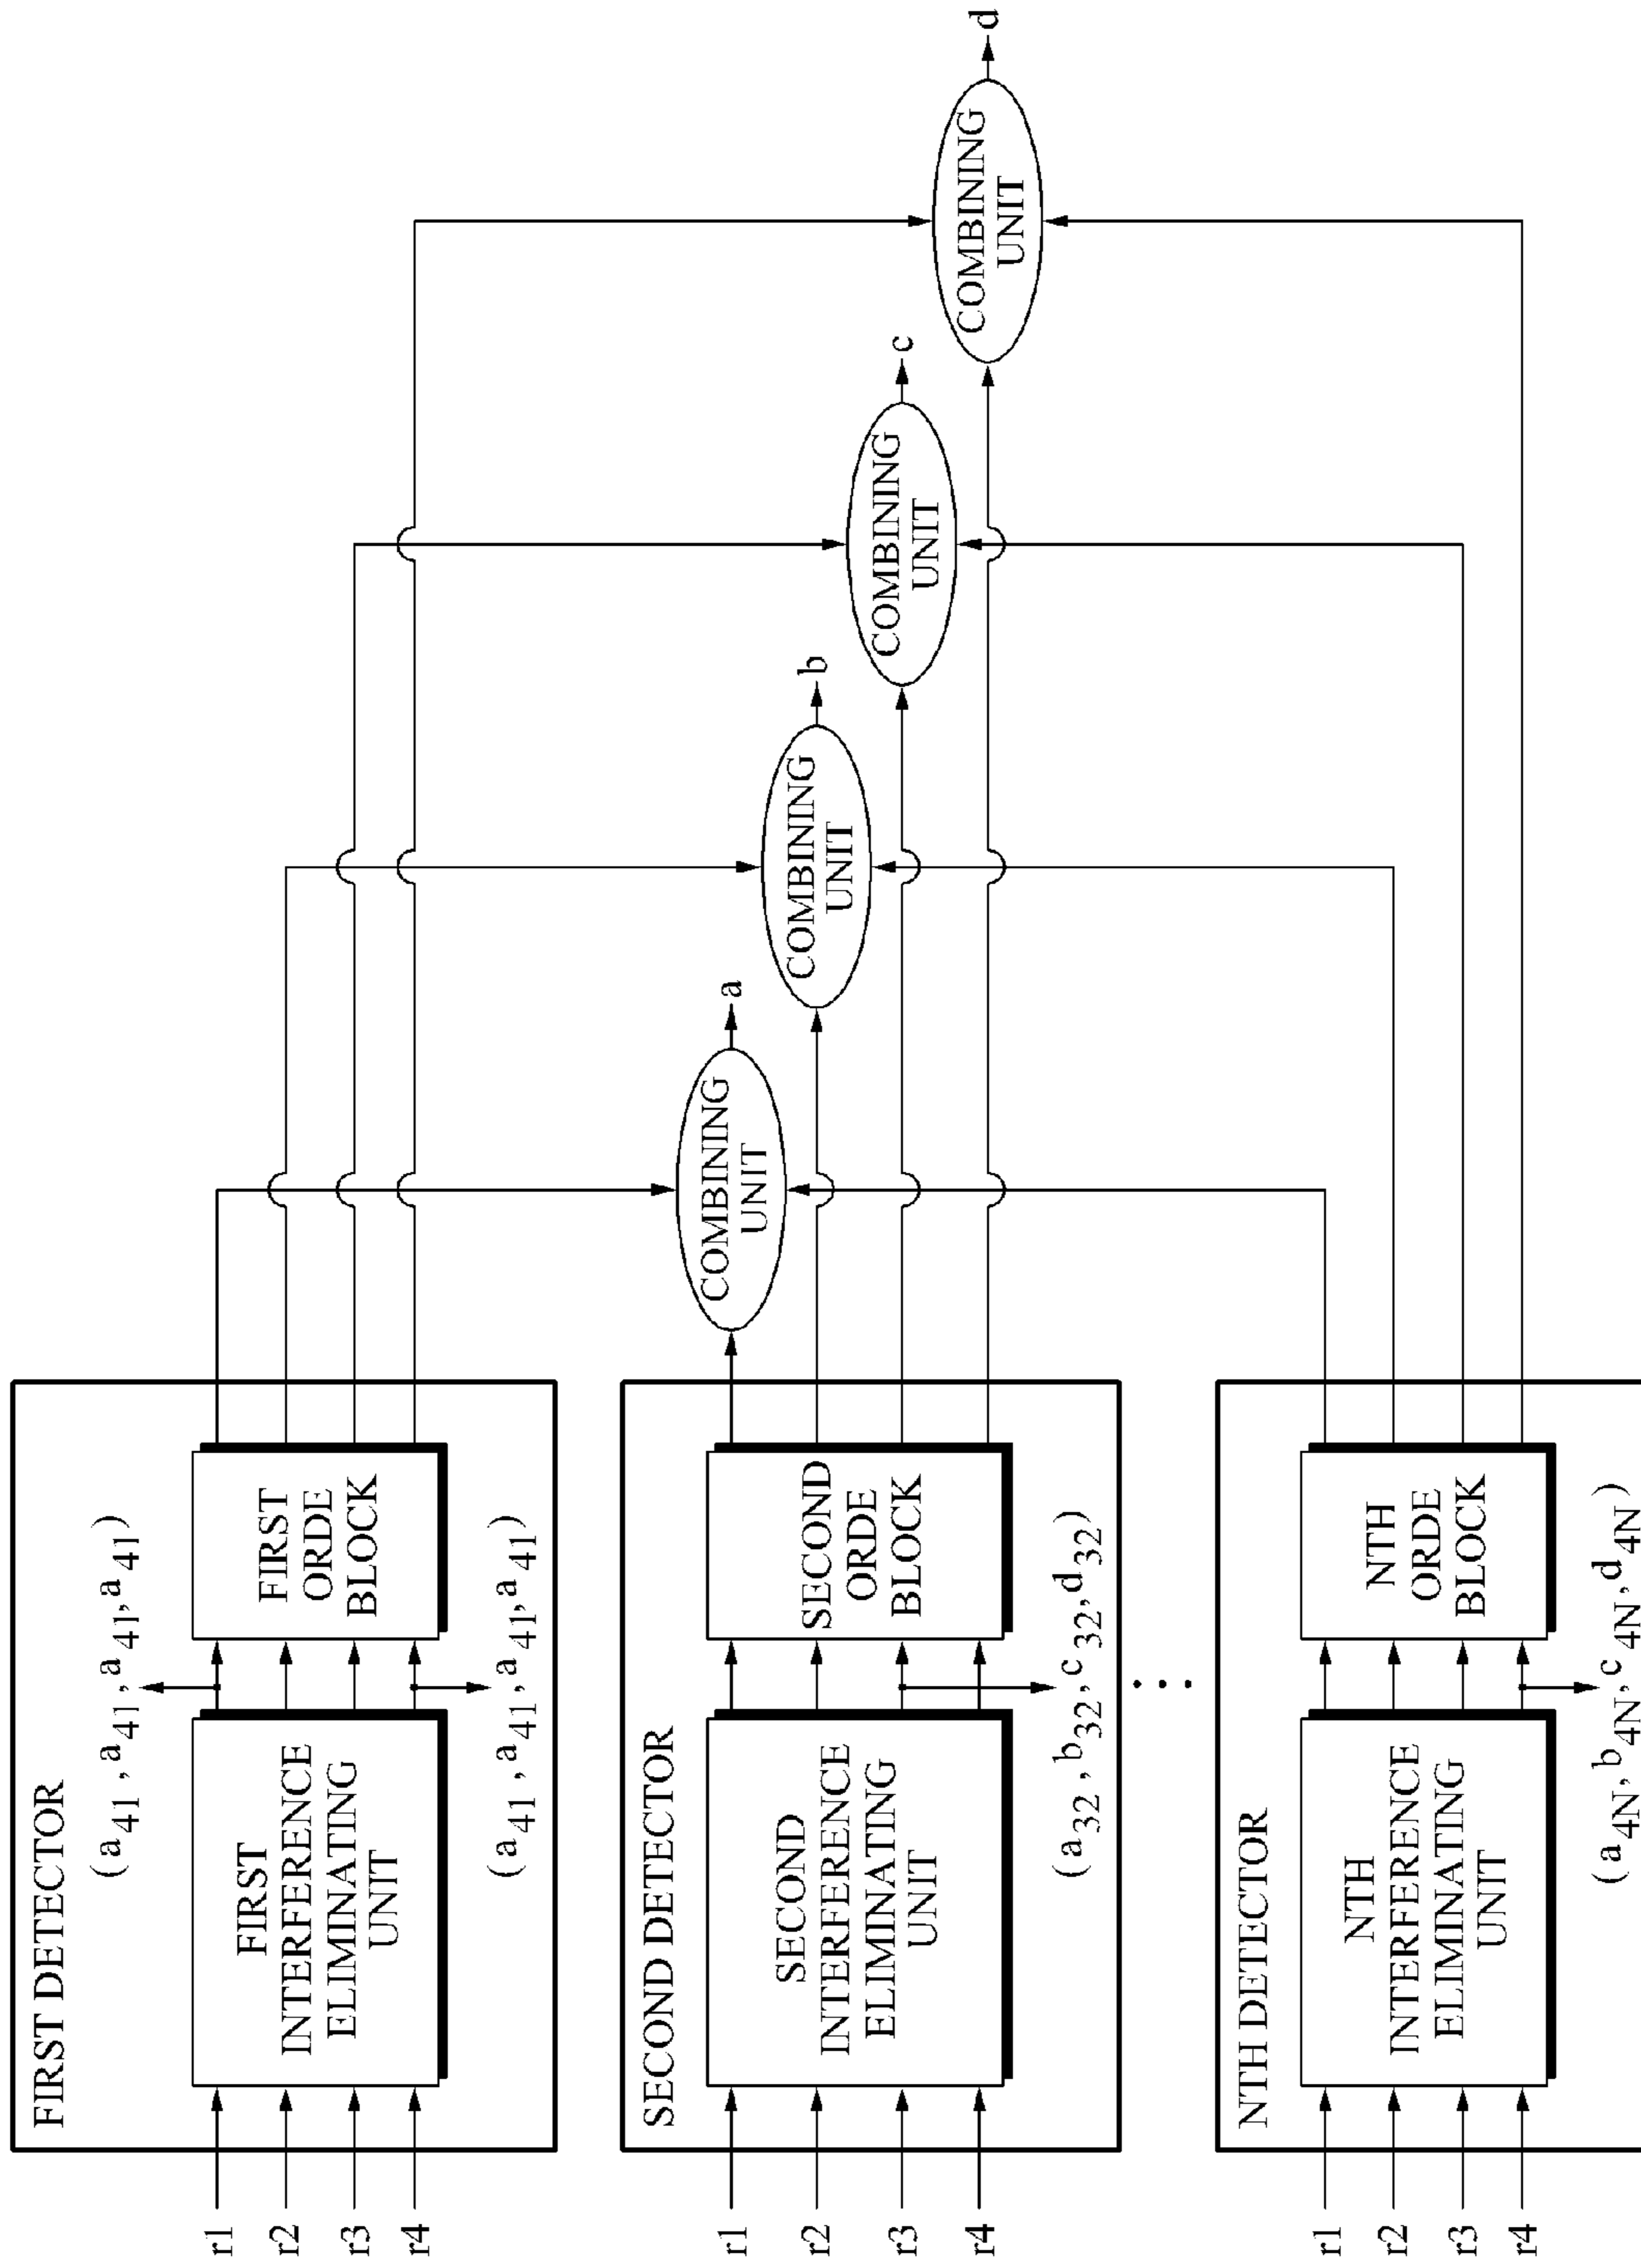 FIRST DETECTOR
(a41, a41, a41, a41)
r1
r2
r3
r4
FIRST
INTERFERENCE
ELIMINATING
UNIT
FIRST
ORDE
BLOCK
(a41, a41, a41, a41)
SECOND DETECTOR
r1
r2
r3
r4
SECOND
INTERFERENCE
ELIMINATING
UNIT
SECOND
ORDE
BLOCK
(a32, b32, c32, d32)
...
NTH DETECTOR
r1
r2
r3
r4
NTH
INTERFERENCE
ELIMINATING
UNIT
NTH
ORDE
BLOCK
(a4N, b4N, c4N, d4N)
COMBINING
UNIT
a
COMBINING
UNIT
b
COMBINING
UNIT
c
COMBINING
UNIT
d